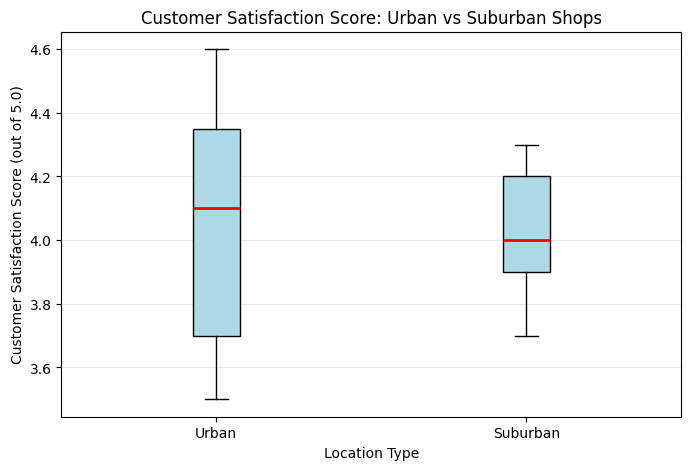 Customer Satisfaction Score: Urban vs Suburban Shops
Customer Satisfaction Score (out of 5.0)
4.6
4.4
4.2
4.0
3.8
3.6
Urban
Suburban
Location Type